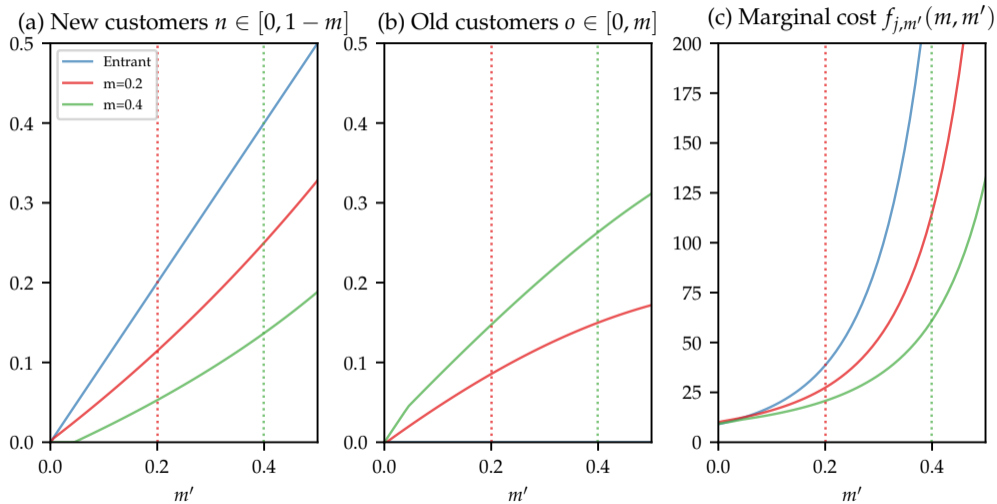 (a) New customers n ∈ [0, 1 − m]
0.5
0.4
0.3
0.2
0.1
0.0
Entrant
m=0.2
m=0.4
0.0 0.2 0.4
m′
(b) Old customers o ∈ [0, m]
0.5
0.4
0.3
0.2
0.1
0.0
0.0 0.2 0.4
m′
(c) Marginal cost f_{j,m′}(m, m′)
200
175
150
125
100
75
50
25
0
0.0 0.2 0.4
m′